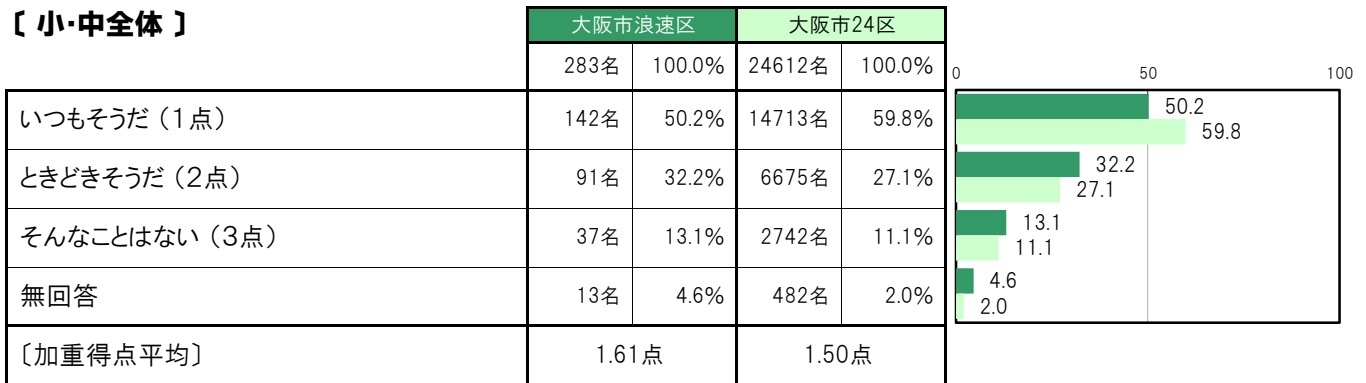 〔 小・中全体 〕
大阪市浪速区 大阪市24区
283名 100.0% 24612名 100.0%
0 50 100
いつもそうだ（1点） 142名 50.2% 14713名 59.8%
50.2
59.8
ときどきそうだ（2点） 91名 32.2% 6675名 27.1%
32.2
27.1
そんなことはない（3点） 37名 13.1% 2742名 11.1%
13.1
11.1
無回答 13名 4.6% 482名 2.0%
4.6
2.0
〔加重得点平均〕 1.61点 1.50点